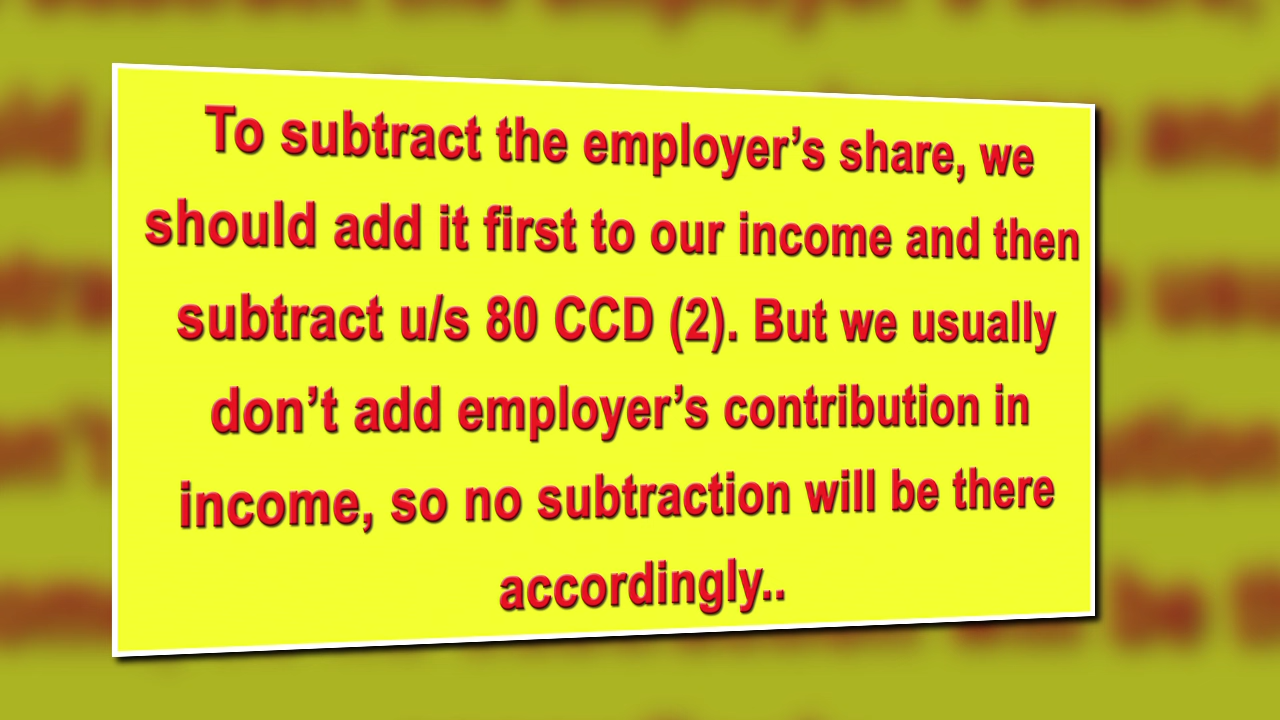 To subtract the employer’s share, we
should add it first to our income and then
subtract u/s 80 CCD (2). But we usually
don’t add employer’s contribution in
income, so no subtraction will be there
accordingly..